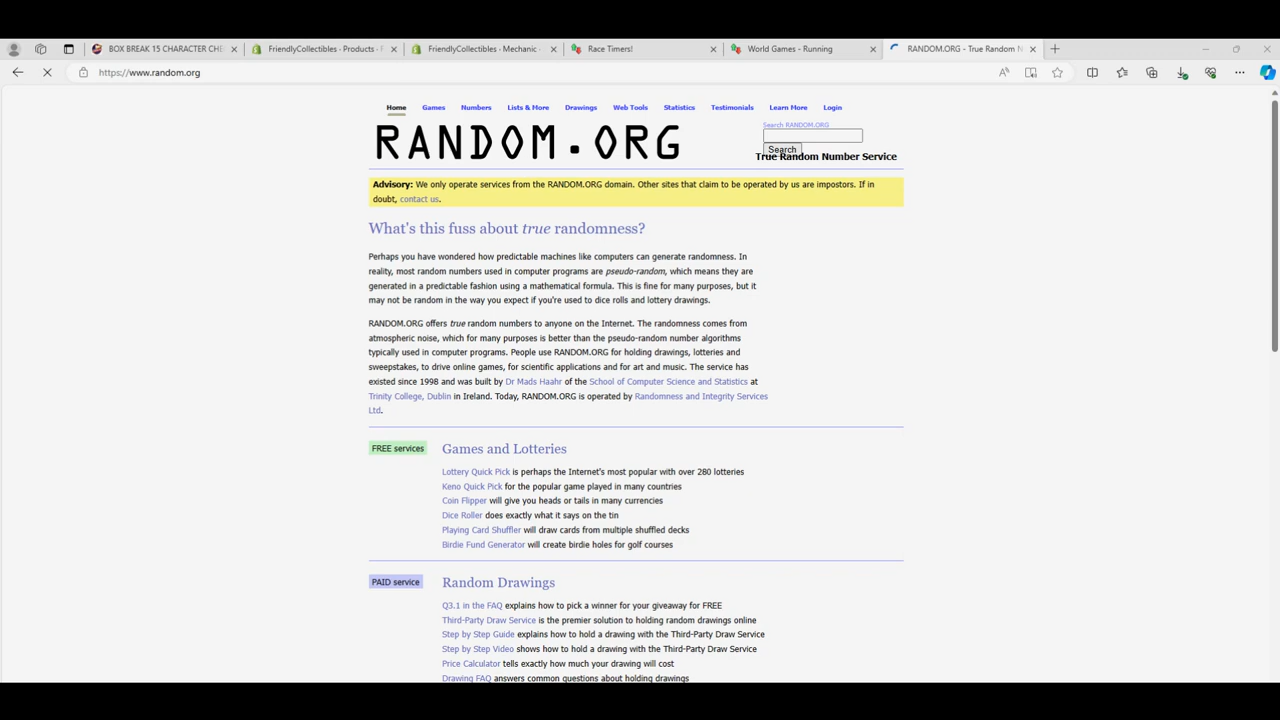 BOX BREAK 15 CHARACTER CHE
FriendlyCollectibles - Products - F
FriendlyCollectibles - Mechanic -
Race Timers!
World Games - Running
RANDOM.ORG - True Random N
https://www.random.org
Home Games Numbers Lists & More Drawings Web Tools Statistics Testimonials Learn More Login
RANDOM.ORG
Search RANDOM.ORG
Search
True Random Number Service
Advisory: We only operate services from the RANDOM.ORG domain. Other sites that claim to be operated by us are impostors. If in
doubt, contact us.
What's this fuss about true randomness?
Perhaps you have wondered how predictable machines like computers can generate randomness. In
reality, most random numbers used in computer programs are pseudo-random, which means they are
generated in a predictable fashion using a mathematical formula. This is fine for many purposes, but it
may not be random in the way you expect if you're used to dice rolls and lottery drawings.
RANDOM.ORG offers true random numbers to anyone on the Internet. The randomness comes from
atmospheric noise, which for many purposes is better than the pseudo-random number algorithms
typically used in computer programs. People use RANDOM.ORG for holding drawings, lotteries and
sweepstakes, to drive online games, for scientific applications and for art and music. The service has
existed since 1998 and was built by Dr Mads Haahr of the School of Computer Science and Statistics at
Trinity College, Dublin in Ireland. Today, RANDOM.ORG is operated by Randomness and Integrity Services
Ltd.
FREE services
Games and Lotteries
Lottery Quick Pick is perhaps the Internet's most popular with over 280 lotteries
Keno Quick Pick for the popular game played in many countries
Coin Flipper will give you heads or tails in many currencies
Dice Roller does exactly what it says on the tin
Playing Card Shuffler will draw cards from multiple shuffled decks
Birdie Fund Generator will create birdie holes for golf courses
PAID service
Random Drawings
Q3.1 in the FAQ explains how to pick a winner for your giveaway for FREE
Third-Party Draw Service is the premier solution to holding random drawings online
Step by Step Guide explains how to hold a drawing with the Third-Party Draw Service
Step by Step Video shows how to hold a drawing with the Third-Party Draw Service
Price Calculator tells exactly how much your drawing will cost
Drawing FAQ answers common questions about holding drawings